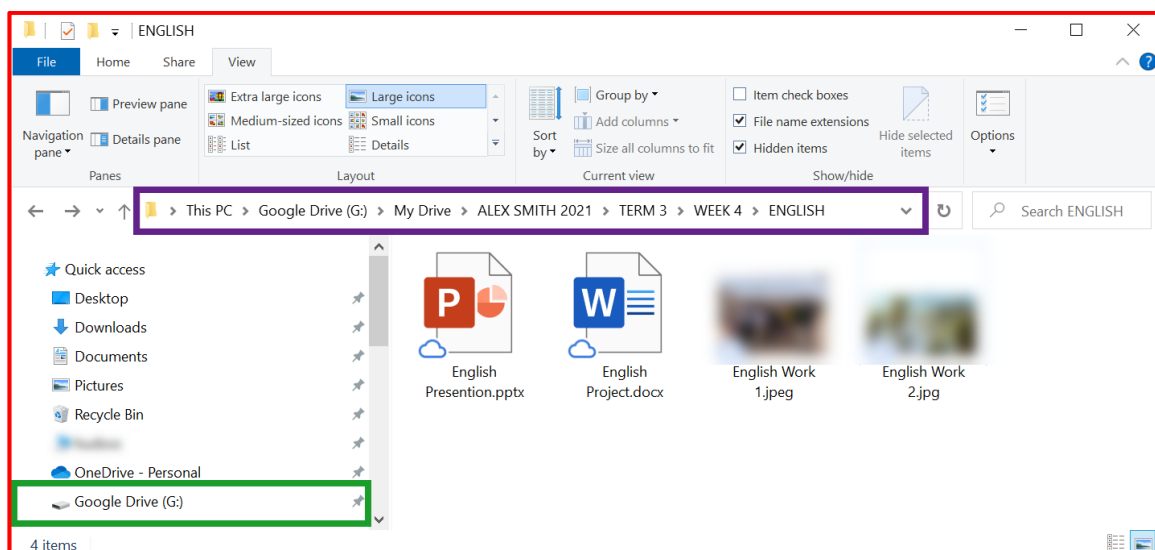 ENGLISH
File Home Share View
Navigation pane
Preview pane
Details pane
Panes
Extra large icons Large icons
Medium-sized icons Small icons
List Details
Layout
Sort by
Group by
Add columns
Size all columns to fit
Current view
Item check boxes
File name extensions
Hidden items
Hide selected items
Show/hide
Options
This PC > Google Drive (G:) > My Drive > ALEX SMITH 2021 > TERM 3 > WEEK 4 > ENGLISH
Search ENGLISH
Quick access
Desktop
Downloads
Documents
Pictures
Recycle Bin
OneDrive - Personal
Google Drive (G:)
P
W
English
Presention.pptx
English
Project.docx
English Work
1.jpeg
English Work
2.jpg
4 items